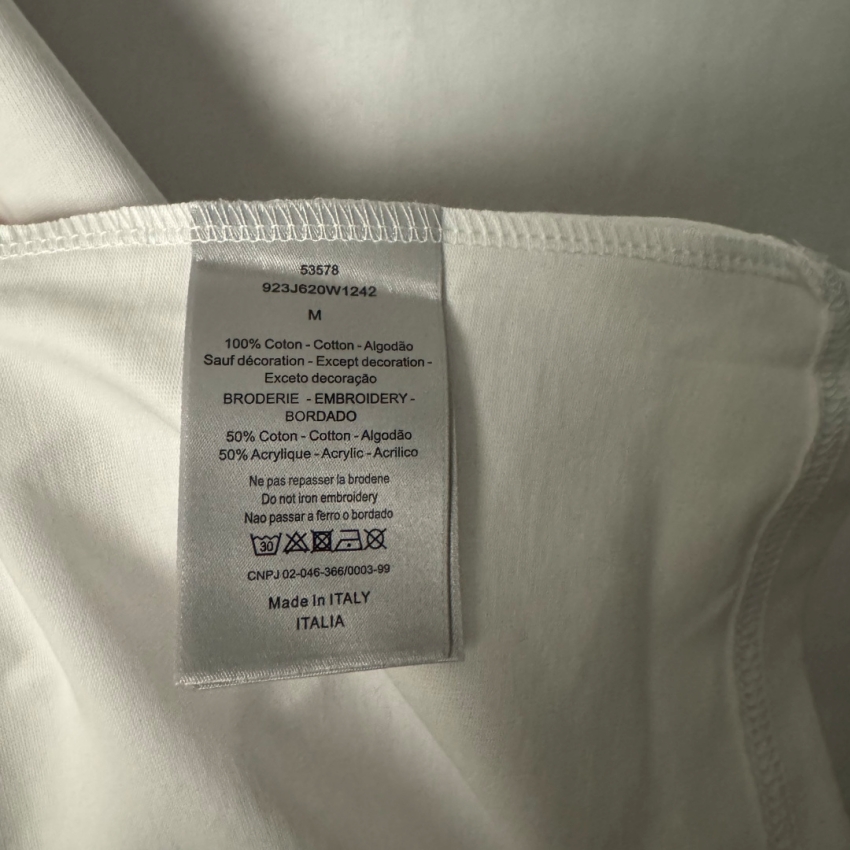 53578
923J620W1242
M
100% Coton - Cotton - Algodão
Sauf décoration - Except decoration -
Exceto decoração
BRODERIE - EMBROIDERY -
BORDADO
50% Coton - Cotton - Algodão
50% Acrylique - Acrylic - Acrilico
Ne pas repasser la brodene
Do not iron embroidery
Nao passar a ferro o bordado
30
CNPJ 02-046-366/0003-99
Made In ITALY
ITALIA